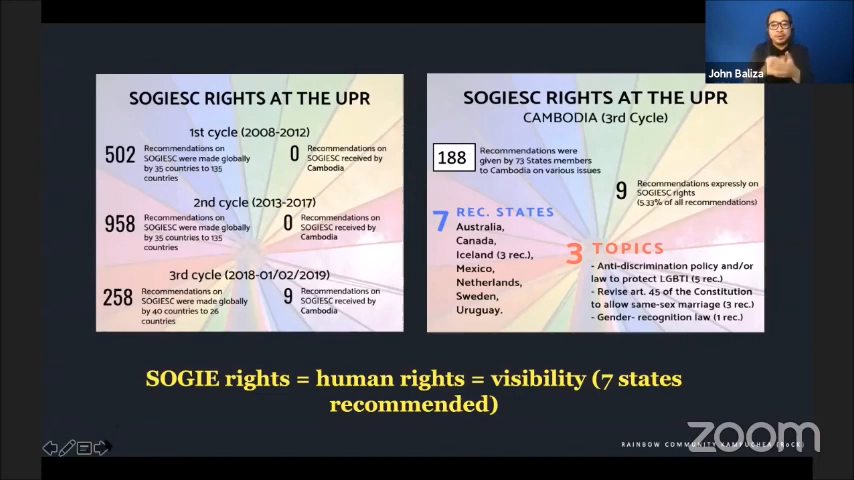 John Baliza
SOGIESC RIGHTS AT THE UPR
1st cycle (2008-2012)
502
Recommendations on
SOGIESC were made globally
by 35 countries to 135
countries
0
Recommendations on
SOGIESC received by
Cambodia
2nd cycle (2013-2017)
958
Recommendations on
SOGIESC were made globally
by 35 countries to 135
countries
0
Recommendations on
SOGIESC received by
Cambodia
3rd cycle (2018-01/02/2019)
258
Recommendations on
SOGIESC were made globally
by 40 countries to 26
countries
9
Recommendations on
SOGIESC received by
Cambodia
SOGIESC RIGHTS AT THE UPR
CAMBODIA (3rd Cycle)
188
Recommendations were
given by 73 States members
to Cambodia on various issues
9
Recommendations expressly on
SOGIESC rights
(5.33% of all recommendations)
7
REC. STATES
Australia,
Canada,
Iceland (3 rec.),
Mexico,
Netherlands,
Sweden,
Uruguay.
3
TOPICS
- Anti-discrimination policy and/or
law to protect LGBTI (5 rec.)
- Revise art. 45 of the Constitution
to allow same-sex marriage (3 rec.)
- Gender- recognition law (1 rec.)
SOGIE rights = human rights = visibility (7 states
recommended)
zoom
RAINBOW COMMUNITY KAMPUCHEA (RoCK)